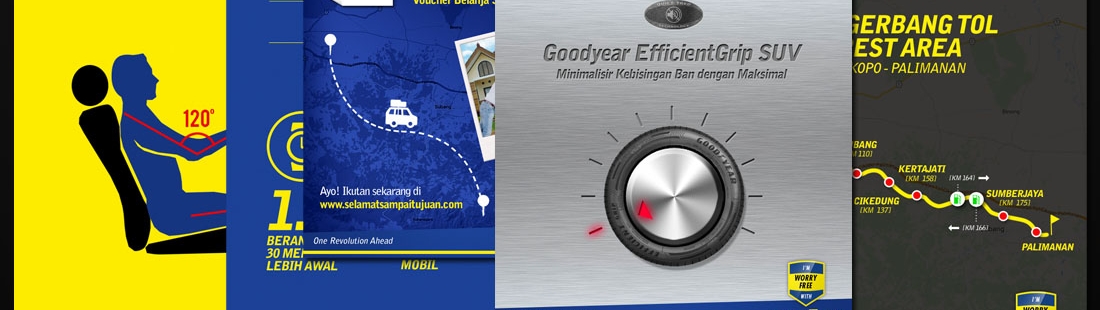 120°
1
BERAN
30 ME
LEBIH AWAL
Voucher Belanja S
Ayo! Ikutan sekarang di
www.selamatsampaitujuan.com
One Revolution Ahead
MOBIL
Goodyear EfficientGrip SUV
Minimalisir Kebisingan Ban dengan Maksimal
GOODYEAR
I'M
WORRY
FREE
WITH
GERBANG TOL
EST AREA
KOPO - PALIMANAN
BANG
110]
KERTAJATI
[KM 158]
CIKEDUNG
[KM 137]
[KM 164]
SUMBERJAYA
[KM 175]
[KM 166]
PALIMANAN
I'M
WORRY